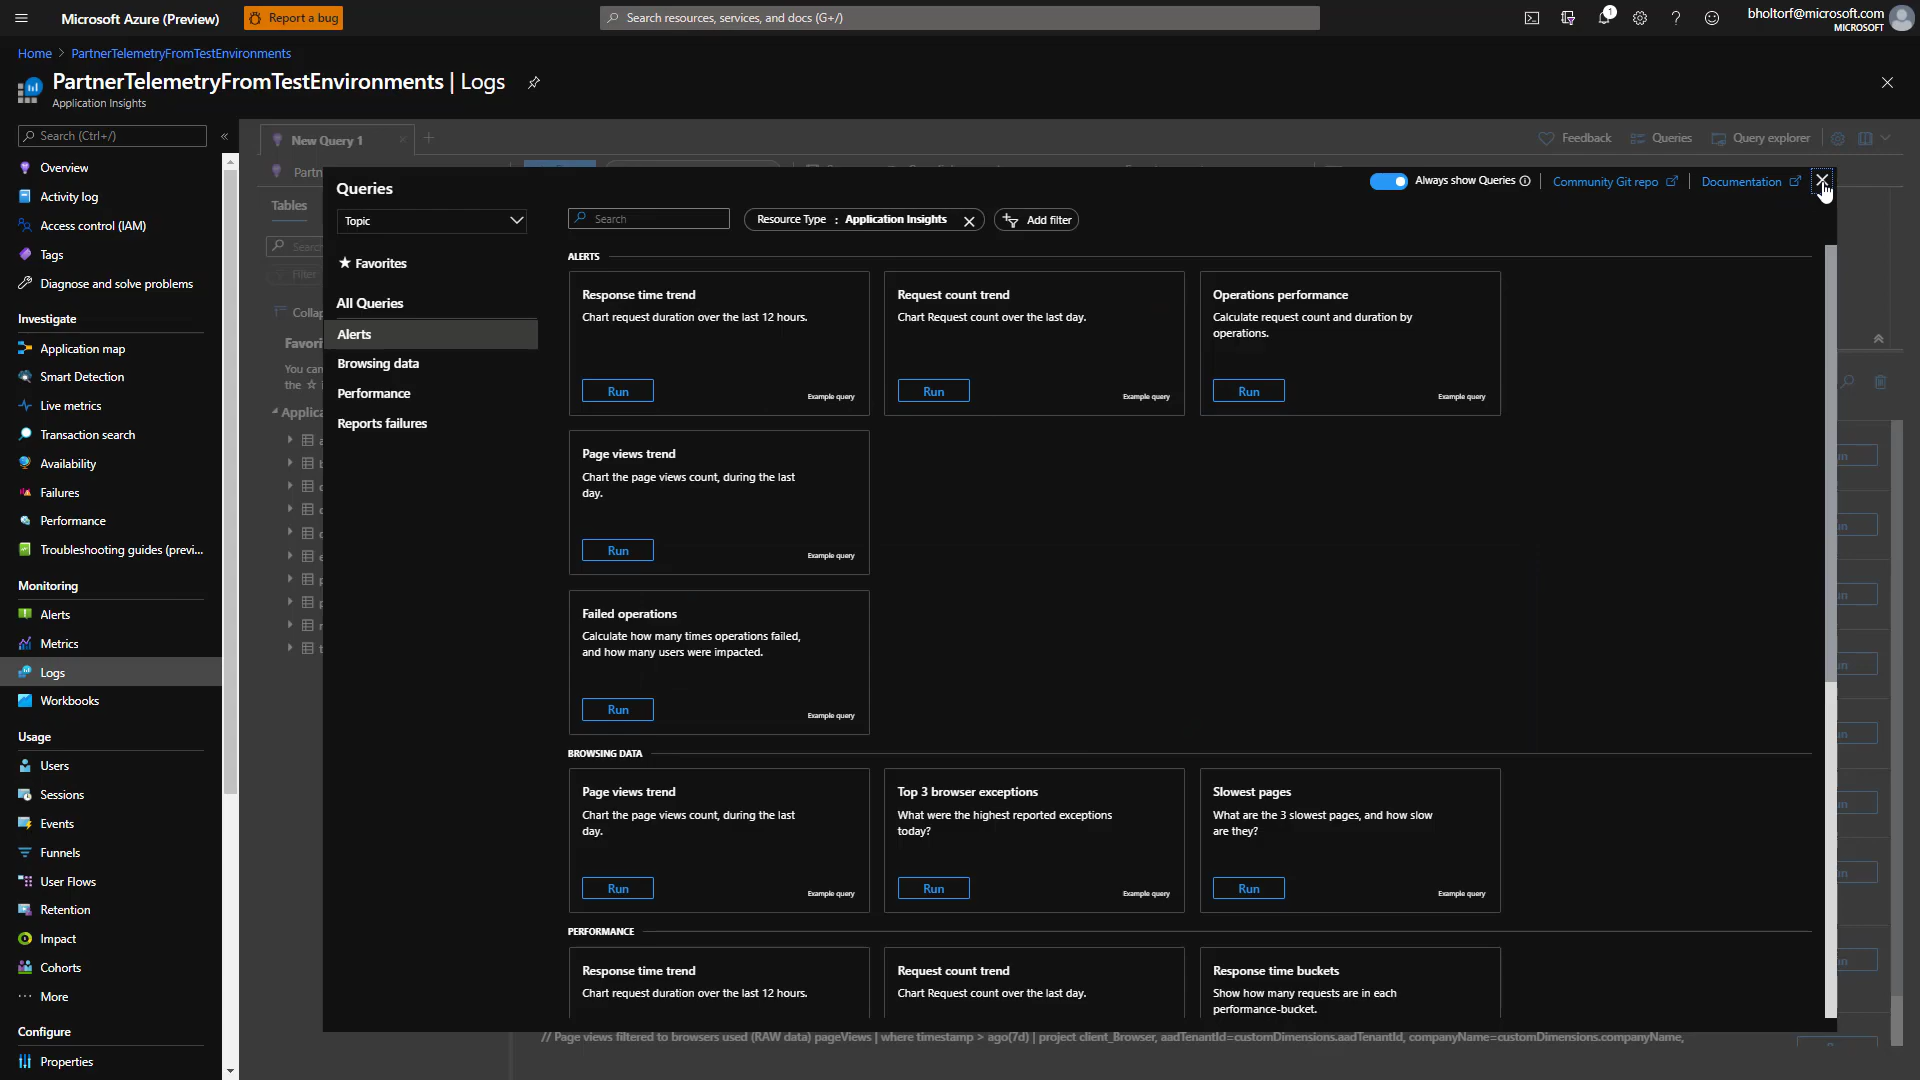 Microsoft Azure (Preview)
Report a bug
Search resources, services, and docs (G+/)
1
bholtorf@microsoft.com
MICROSOFT
Home > PartnerTelemetryFromTestEnvironments
PartnerTelemetryFromTestEnvironments | Logs
Application Insights
Search (Ctrl+/)
Overview
Activity log
Access control (IAM)
Tags
Diagnose and solve problems
Investigate
Application map
Smart Detection
Live metrics
Transaction search
Availability
Failures
Performance
Troubleshooting guides (previ...
Monitoring
Alerts
Metrics
Logs
Workbooks
Usage
Users
Sessions
Events
Funnels
User Flows
Retention
Impact
Cohorts
More
Configure
Properties
New Query 1
Feedback
Queries
Query explorer
Partn
Tables
Search
Filter
Collap
Favori
You can
the ☆ i
Applica
Queries
Always show Queries
Community Git repo
Documentation
Topic
Search
Resource Type : Application Insights
Add filter
Favorites
All Queries
Alerts
Browsing data
Performance
Reports failures
ALERTS
Response time trend
Chart request duration over the last 12 hours.
Run
Example query
Request count trend
Chart Request count over the last day.
Run
Example query
Operations performance
Calculate request count and duration by
operations.
Run
Example query
Page views trend
Chart the page views count, during the last
day.
Run
Example query
Failed operations
Calculate how many times operations failed,
and how many users were impacted.
Run
Example query
BROWSING DATA
Page views trend
Chart the page views count, during the last
day.
Run
Example query
Top 3 browser exceptions
What were the highest reported exceptions
today?
Run
Example query
Slowest pages
What are the 3 slowest pages, and how slow
are they?
Run
Example query
PERFORMANCE
Response time trend
Chart request duration over the last 12 hours.
Request count trend
Chart Request count over the last day.
Response time buckets
Show how many requests are in each
performance-bucket.
// Page views filtered to browsers used (RAW data) pageViews | where timestamp > ago(7d) | project client_Browser, aadTenantId=customDimensions.aadTenantId, companyName=customDimensions.companyName,